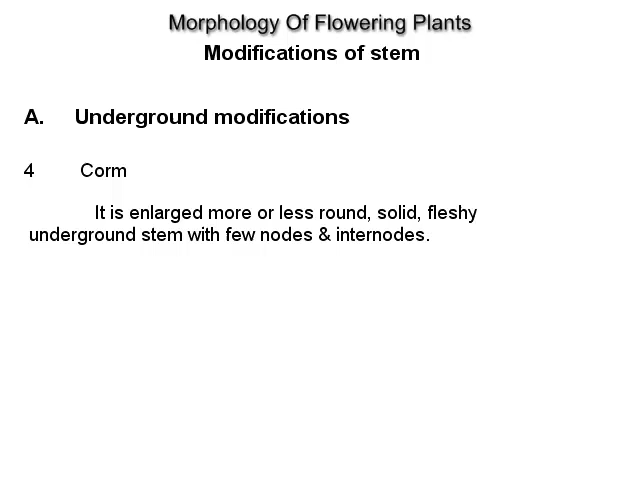 Morphology Of Flowering Plants
Modifications of stem
A. Underground modifications
4 Corm
It is enlarged more or less round, solid, fleshy
underground stem with few nodes & internodes.